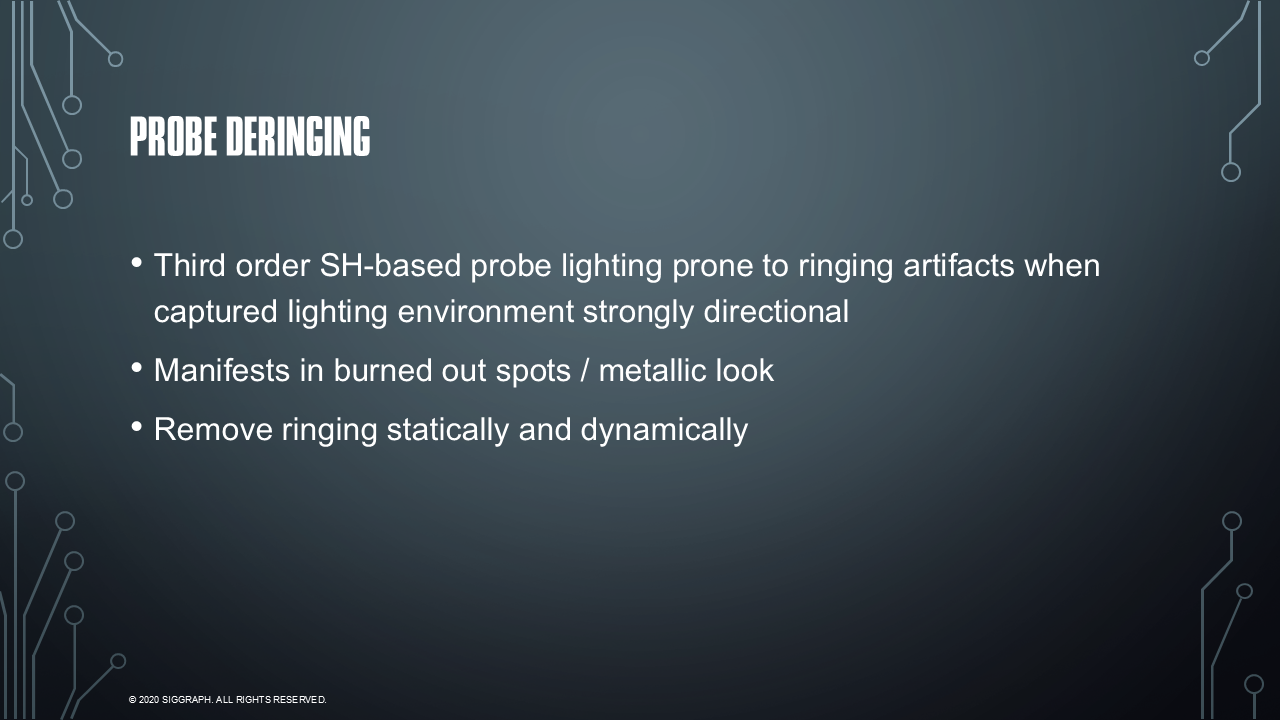 PROBE DERINGING
• Third order SH-based probe lighting prone to ringing artifacts when
captured lighting environment strongly directional
• Manifests in burned out spots / metallic look
• Remove ringing statically and dynamically
© 2020 SIGGRAPH. ALL RIGHTS RESERVED.